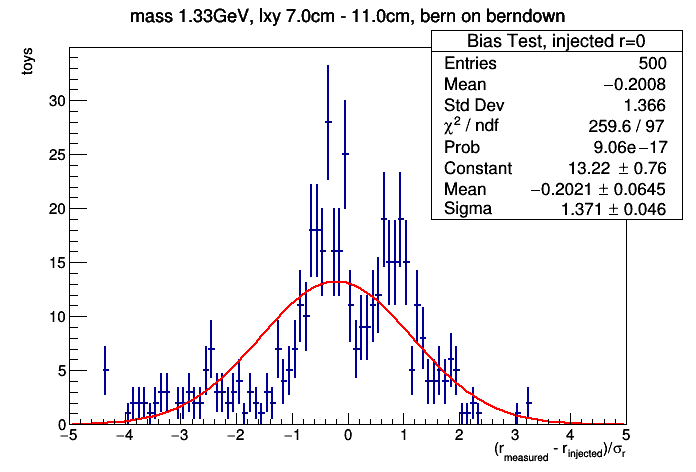 mass 1.33GeV, lxy 7.0cm - 11.0cm, bern on berndown
Bias Test, injected r=0
Entries 500
Mean −0.2008
Std Dev 1.366
χ² / ndf 259.6 / 97
Prob 9.06e−17
Constant 13.22 ± 0.76
Mean −0.2021 ± 0.0645
Sigma 1.371 ± 0.046
toys
30
25
20
15
10
5
0
−5 −4 −3 −2 −1 0 1 2 3 4 5
(r_measured - r_injected)/σ_r